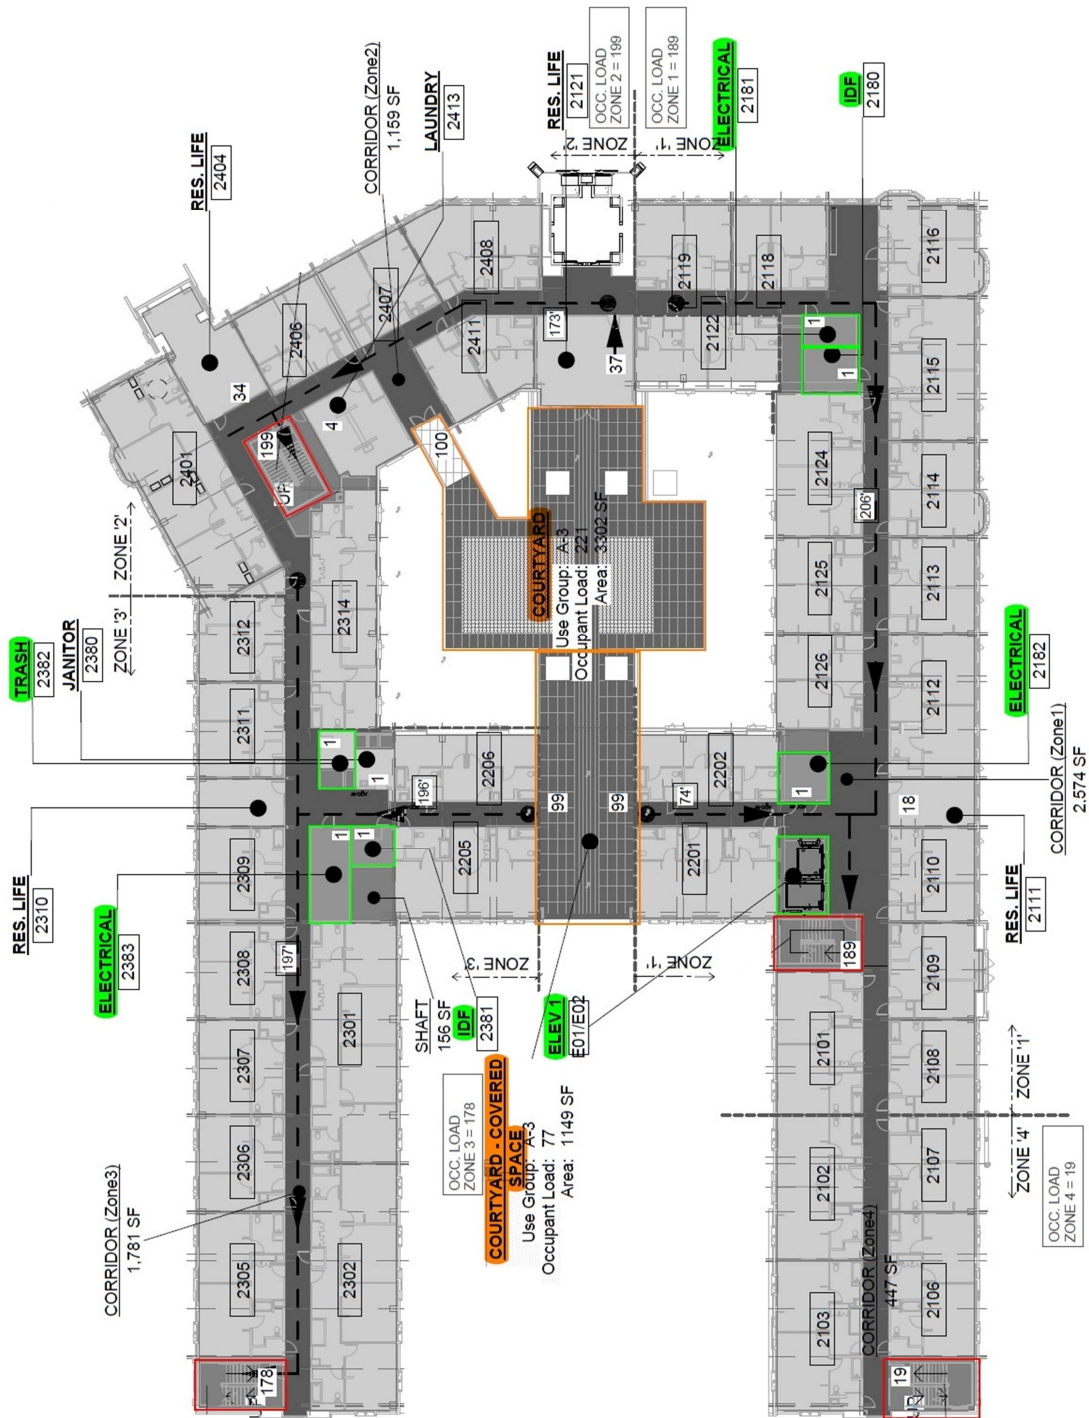 RES. LIFE
2310
TRASH
2382
JANITOR
2380
ELECTRICAL
2383
CORRIDOR (Zone3)
1,781 SF
ZONE '3'
ZONE '2'
RES. LIFE
2404
CORRIDOR (Zone2)
1,159 SF
LAUNDRY
2413
2305
2306
2307
2308
2309
2311
2312
2401
2406
2407
2408
178
197'
34
199
2302
2301
1
1
1
1
2314
4
2411
SHAFT
156 SF
IDF
2381
196'
2205
2206
100
OCC. LOAD
ZONE 3 = 178
ZONE '3'
ZONE '1'
COURTYARD - COVERED
SPACE
Use Group: A-3
Occupant Load: 77
Area: 1149 SF
ELEV 1
E01/E02
99
99
COURTYARD
Use Group: A-3
Occupant Load: 221
Area: 3302 SF
173'
37
RES. LIFE
2121
OCC. LOAD
ZONE 2 = 199
OCC. LOAD
ZONE 1 = 189
ZONE '2'
ZONE '1'
ELECTRICAL
2181
IDF
2180
74'
2201
2202
2122
2119
2118
2103
2102
2101
1
2126
2125
2124
1
1
189
206'
CORRIDOR (Zone4)
447 SF
19
18
2106
2107
2108
2109
2110
2112
2113
2114
2115
2116
RES. LIFE
2111
ELECTRICAL
2182
CORRIDOR (Zone1)
2.574 SF
ZONE '4'
ZONE '1'
OCC. LOAD
ZONE 4 = 19